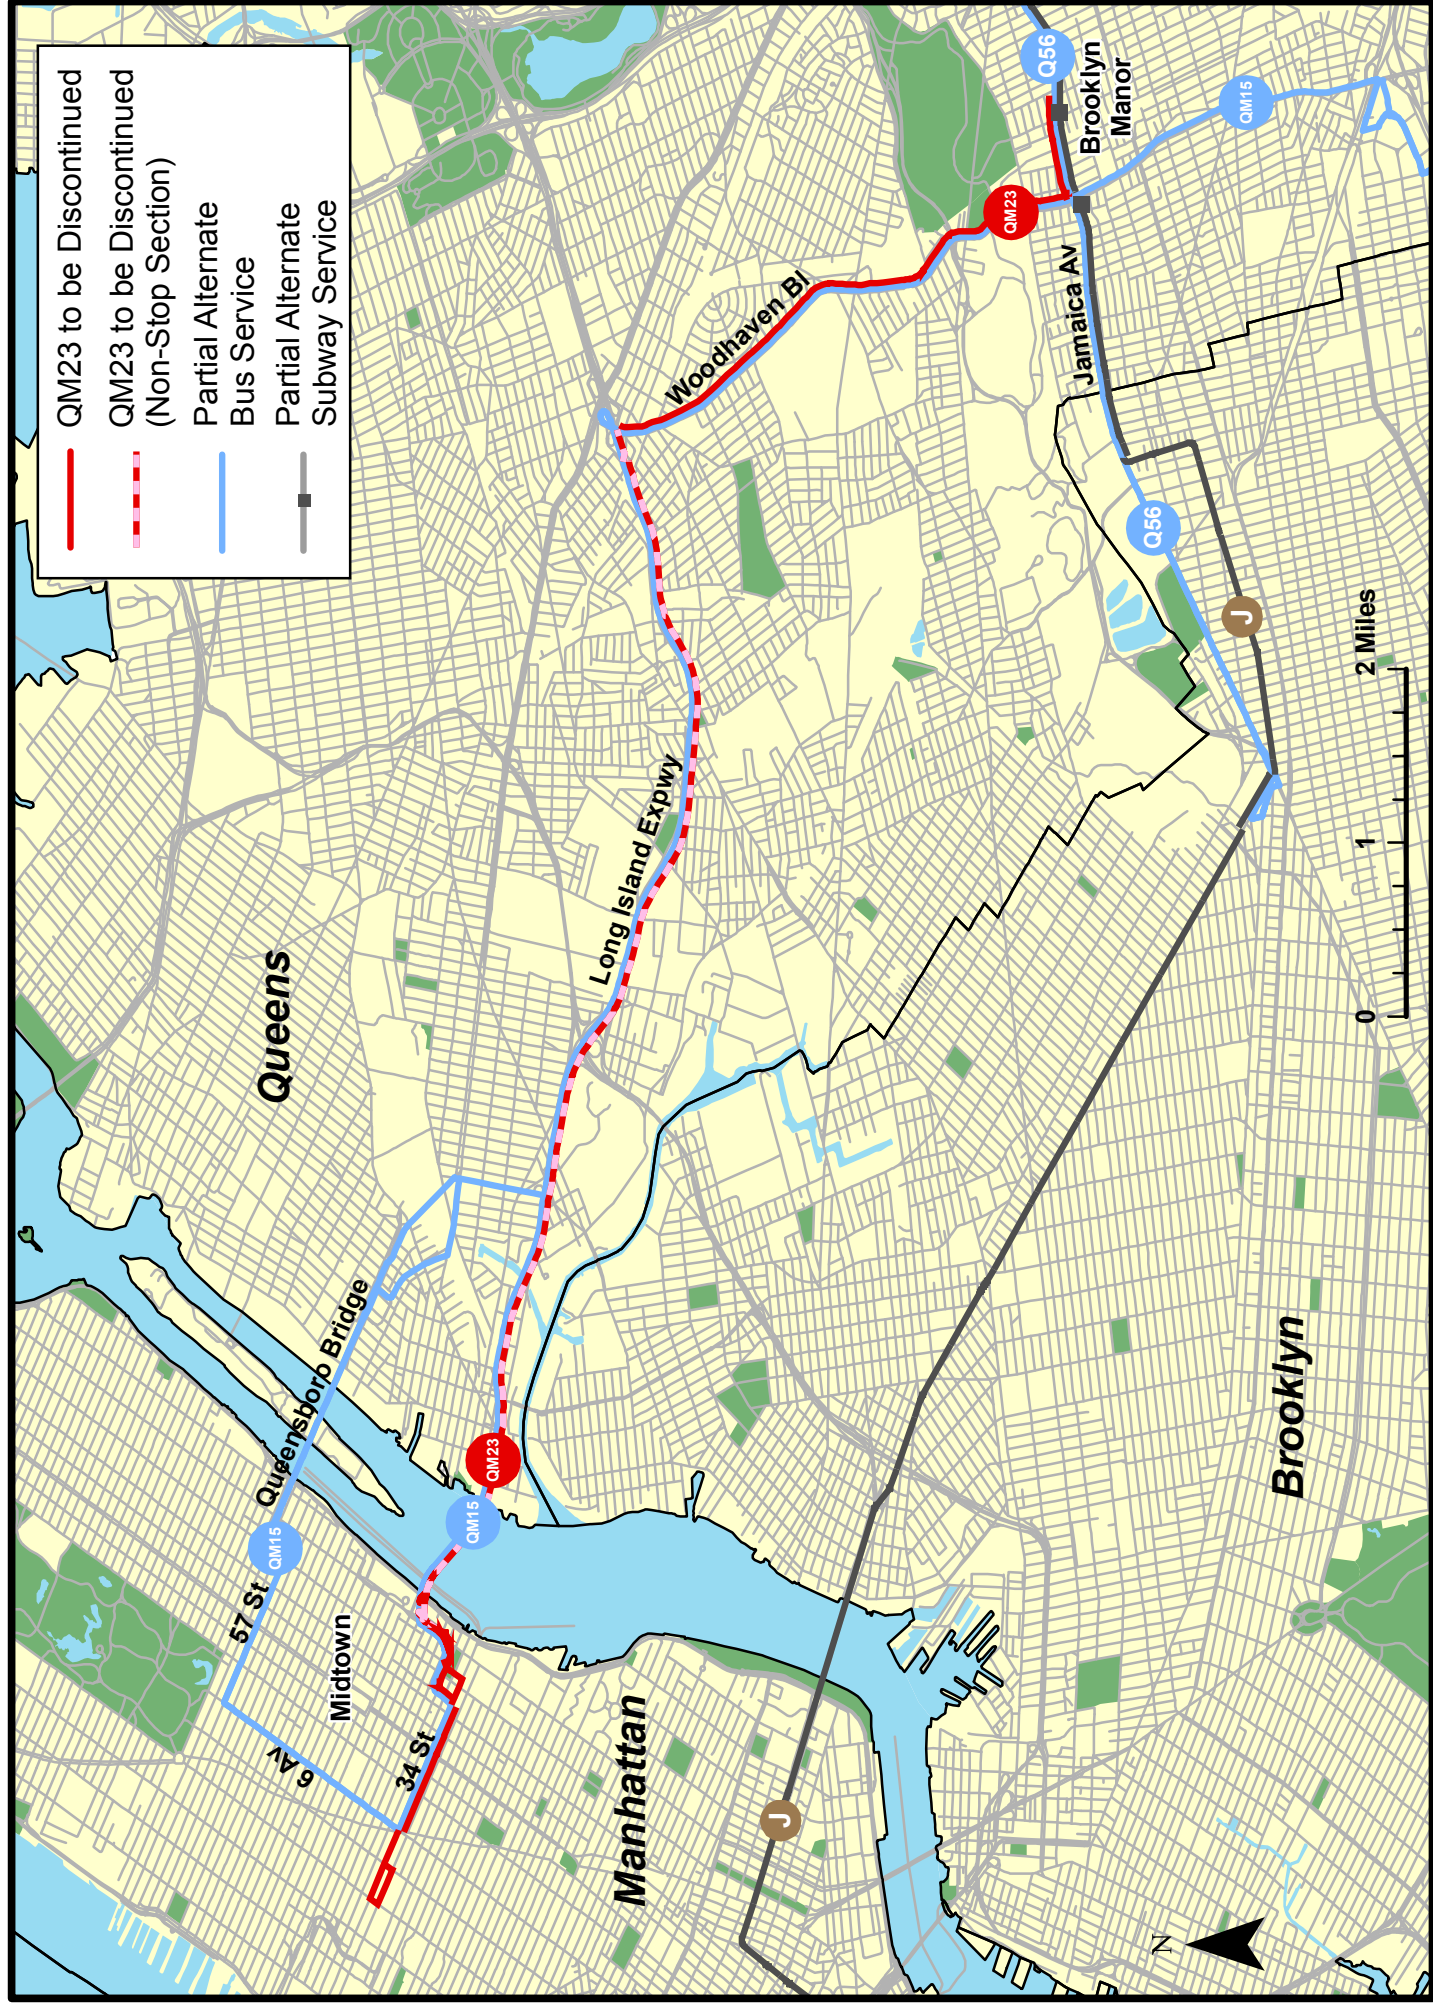 QM23 to be Discontinued
QM23 to be Discontinued
(Non-Stop Section)
Partial Alternate
Bus Service
Partial Alternate
Subway Service
Queens
Queensboro Bridge
QM15
57 St
6 Av
Midtown
34 St
QM15
QM23
Long Island Expwy
Woodhaven Bl
QM23
Q56
Brooklyn
Manor
QM15
Jamaica Av
Q56
J
Manhattan
J
Brooklyn
N
0
1
2 Miles